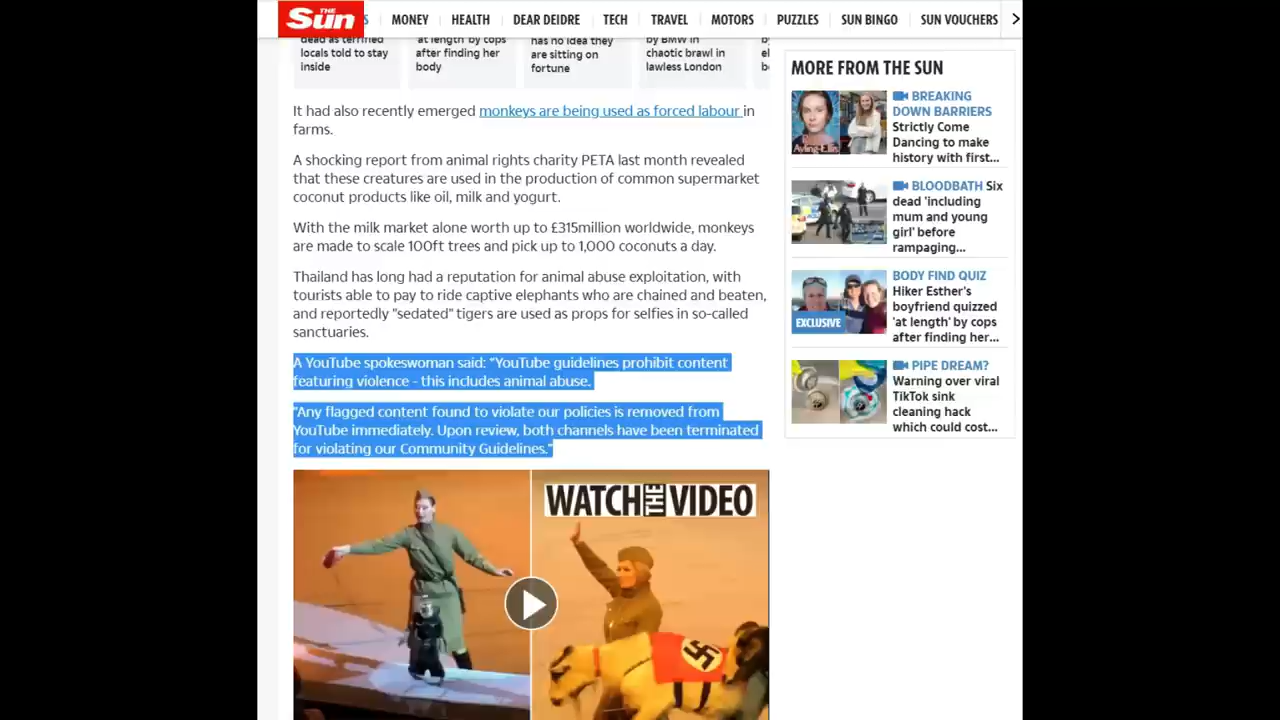 THE
Sun
MONEY
HEALTH
DEAR DEIDRE
TECH
TRAVEL
MOTORS
PUZZLES
SUN BINGO
SUN VOUCHERS
dead as terrified
locals told to stay
inside
'at length' by cops
after finding her
body
has no idea they
are sitting on
fortune
by BMW in
chaotic brawl in
lawless London
It had also recently emerged monkeys are being used as forced labour in
farms.
A shocking report from animal rights charity PETA last month revealed
that these creatures are used in the production of common supermarket
coconut products like oil, milk and yogurt.
With the milk market alone worth up to £315million worldwide, monkeys
are made to scale 100ft trees and pick up to 1,000 coconuts a day.
Thailand has long had a reputation for animal abuse exploitation, with
tourists able to pay to ride captive elephants who are chained and beaten,
and reportedly "sedated" tigers are used as props for selfies in so-called
sanctuaries.
A YouTube spokeswoman said: "YouTube guidelines prohibit content
featuring violence - this includes animal abuse.
"Any flagged content found to violate our policies is removed from
YouTube immediately. Upon review, both channels have been terminated
for violating our Community Guidelines."
WATCH THE VIDEO
MORE FROM THE SUN
BREAKING
DOWN BARRIERS
Strictly Come
Dancing to make
history with first...
BLOODBATH Six
dead 'including
mum and young
girl' before
rampaging...
BODY FIND QUIZ
Hiker Esther's
boyfriend quizzed
'at length' by cops
after finding her...
EXCLUSIVE
PIPE DREAM?
Warning over viral
TikTok sink
cleaning hack
which could cost...